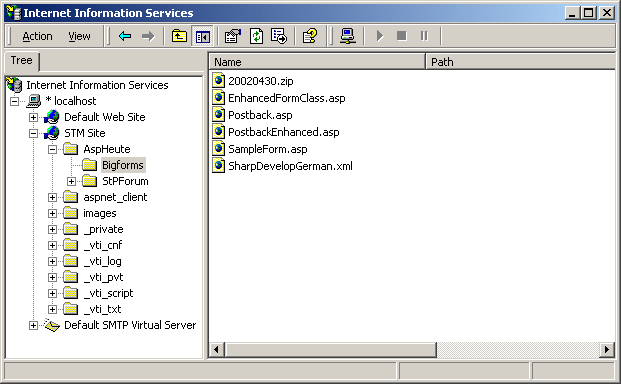 Internet Information Services
Action View
Tree
Name Path
Internet Information Services
* localhost
Default Web Site
STM Site
AspHeute
Bigforms
StPForum
aspnet_client
images
_private
_vti_cnf
_vti_log
_vti_pvt
_vti_script
_vti_txt
Default SMTP Virtual Server
20020430.zip
EnhancedFormClass.asp
Postback.asp
PostbackEnhanced.asp
SampleForm.asp
SharpDevelopGerman.xml